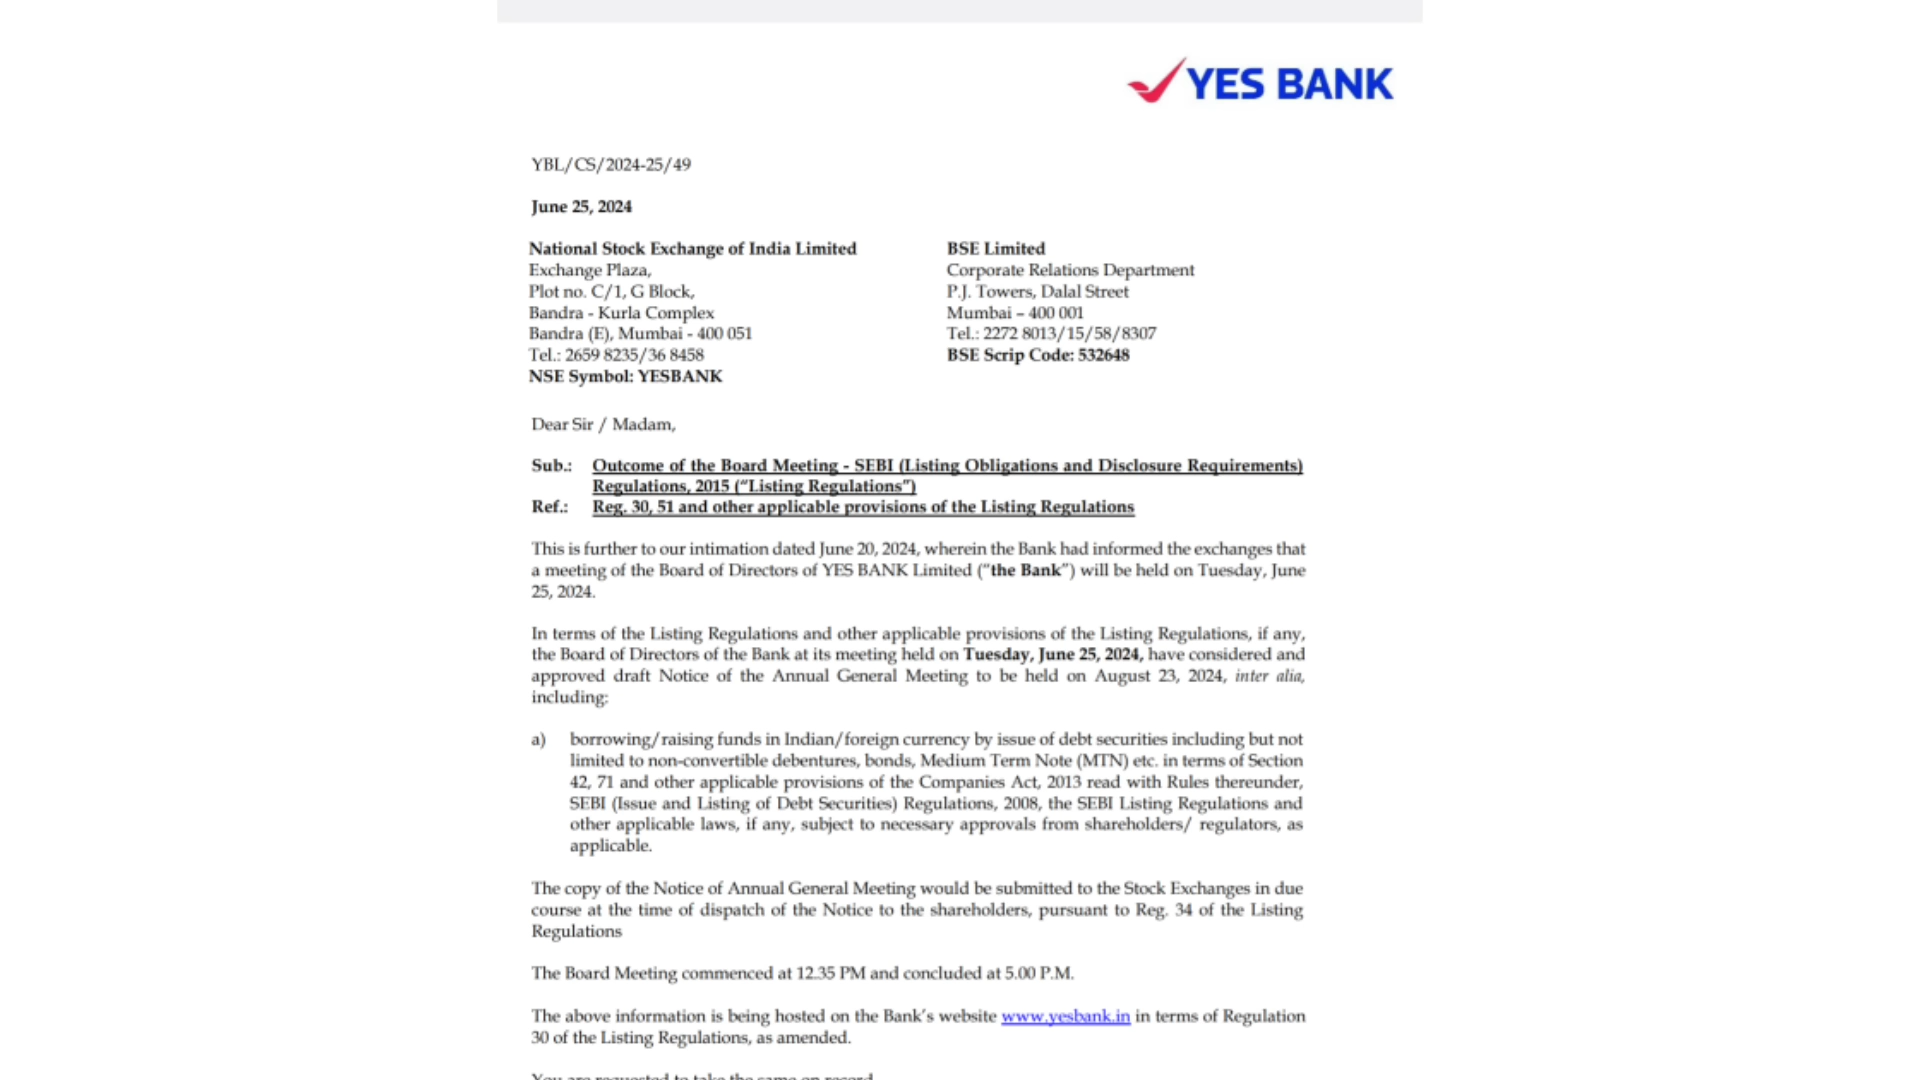 YES BANK
YBL/CS/2024-25/49
June 25, 2024
National Stock Exchange of India Limited
Exchange Plaza,
Plot no. C/1, G Block,
Bandra - Kurla Complex
Bandra (E), Mumbai - 400 051
Tel.: 2659 8235/36 8458
NSE Symbol: YESBANK
BSE Limited
Corporate Relations Department
P.J. Towers, Dalal Street
Mumbai – 400 001
Tel.: 2272 8013/15/58/8307
BSE Scrip Code: 532648
Dear Sir / Madam,
Sub.: Outcome of the Board Meeting - SEBI (Listing Obligations and Disclosure Requirements)
Regulations, 2015 (“Listing Regulations”)
Ref.: Reg. 30, 51 and other applicable provisions of the Listing Regulations
This is further to our intimation dated June 20, 2024, wherein the Bank had informed the exchanges that
a meeting of the Board of Directors of YES BANK Limited (“the Bank”) will be held on Tuesday, June
25, 2024.
In terms of the Listing Regulations and other applicable provisions of the Listing Regulations, if any,
the Board of Directors of the Bank at its meeting held on Tuesday, June 25, 2024, have considered and
approved draft Notice of the Annual General Meeting to be held on August 23, 2024, inter alia,
including:
a) borrowing/raising funds in Indian/foreign currency by issue of debt securities including but not
limited to non-convertible debentures, bonds, Medium Term Note (MTN) etc. in terms of Section
42, 71 and other applicable provisions of the Companies Act, 2013 read with Rules thereunder,
SEBI (Issue and Listing of Debt Securities) Regulations, 2008, the SEBI Listing Regulations and
other applicable laws, if any, subject to necessary approvals from shareholders/ regulators, as
applicable.
The copy of the Notice of Annual General Meeting would be submitted to the Stock Exchanges in due
course at the time of dispatch of the Notice to the shareholders, pursuant to Reg. 34 of the Listing
Regulations
The Board Meeting commenced at 12.35 PM and concluded at 5.00 P.M.
The above information is being hosted on the Bank’s website www.yesbank.in in terms of Regulation
30 of the Listing Regulations, as amended.
You are requested to take the same on record.